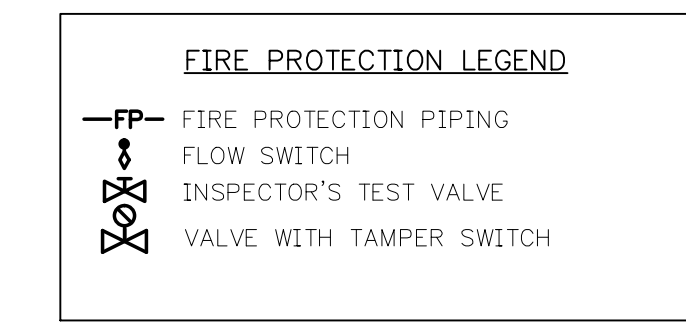 FIRE PROTECTION LEGEND
—FP— FIRE PROTECTION PIPING
FLOW SWITCH
INSPECTOR'S TEST VALVE
VALVE WITH TAMPER SWITCH